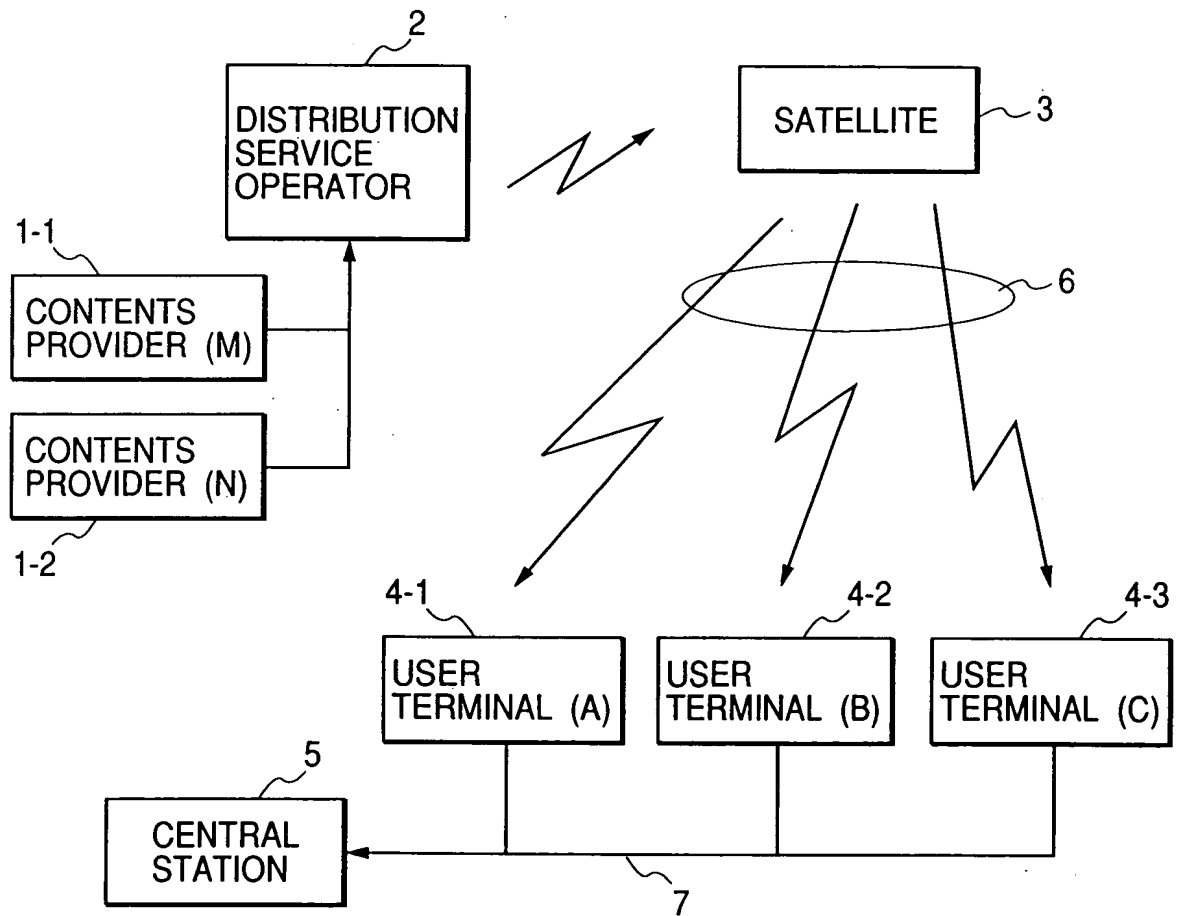 2
DISTRIBUTION
SERVICE
OPERATOR
SATELLITE
3
1-1
CONTENTS
PROVIDER (M)
6
CONTENTS
PROVIDER (N)
1-2
4-1
4-2
4-3
USER
TERMINAL (A)
USER
TERMINAL (B)
USER
TERMINAL (C)
5
CENTRAL
STATION
7